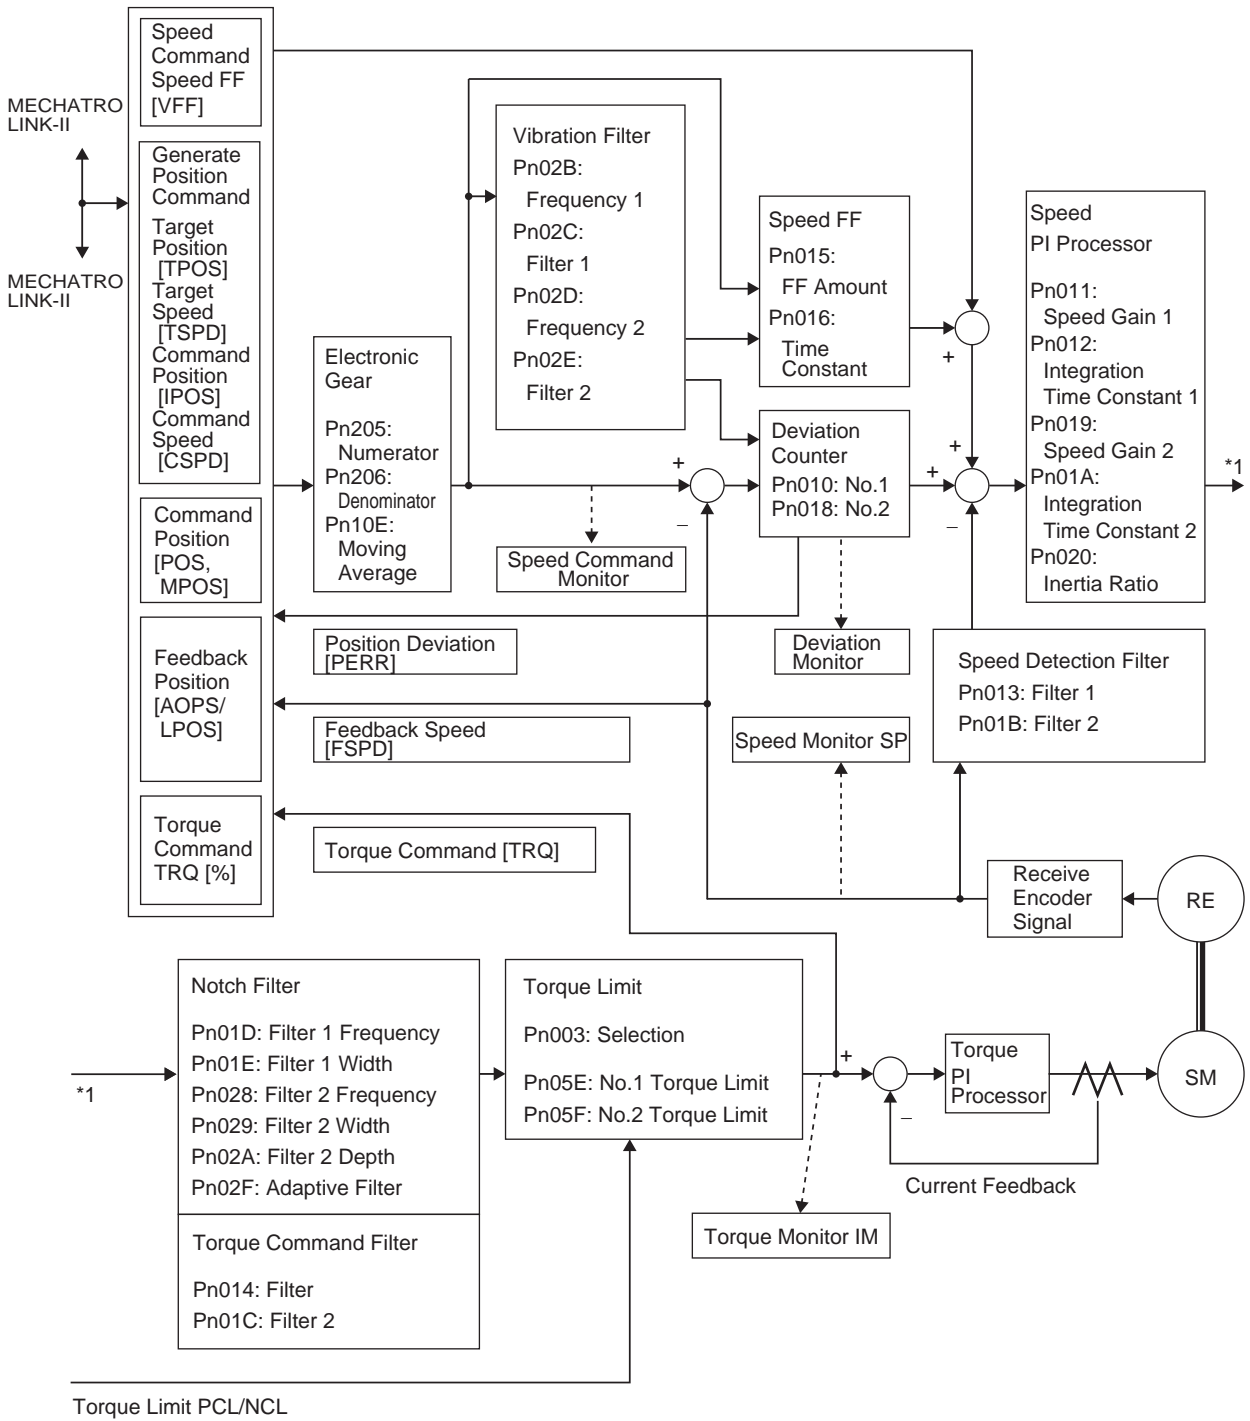 MECHATRO
LINK-II
MECHATRO
LINK-II
Speed
Command
Speed FF
[VFF]
Generate
Position
Command
Target
Position
[TPOS]
Target
Speed
[TSPD]
Command
Position
[IPOS]
Command
Speed
[CSPD]
Command
Position
[POS,
MPOS]
Feedback
Position
[AOPS/
LPOS]
Torque
Command
TRQ [%]
Electronic
Gear
Pn205:
Numerator
Pn206:
Denominator
Pn10E:
Moving
Average
Vibration Filter
Pn02B:
Frequency 1
Pn02C:
Filter 1
Pn02D:
Frequency 2
Pn02E:
Filter 2
Speed FF
Pn015:
FF Amount
Pn016:
Time
Constant
+
Deviation
Counter
Pn010: No.1
Pn018: No.2
+
−
+
+
−
Speed
PI Processor
Pn011:
Speed Gain 1
Pn012:
Integration
Time Constant 1
Pn019:
Speed Gain 2
Pn01A:
Integration
Time Constant 2
Pn020:
Inertia Ratio
*1
Speed Command
Monitor
Position Deviation
[PERR]
Deviation
Monitor
Speed Detection Filter
Pn013: Filter 1
Pn01B: Filter 2
Feedback Speed
[FSPD]
Speed Monitor SP
Torque Command [TRQ]
Receive
Encoder
Signal
RE
Notch Filter
Pn01D: Filter 1 Frequency
Pn01E: Filter 1 Width
Pn028: Filter 2 Frequency
Pn029: Filter 2 Width
Pn02A: Filter 2 Depth
Pn02F: Adaptive Filter
*1
Torque Command Filter
Pn014: Filter
Pn01C: Filter 2
Torque Limit
Pn003: Selection
Pn05E: No.1 Torque Limit
Pn05F: No.2 Torque Limit
+
−
Torque
PI
Processor
SM
Current Feedback
Torque Monitor IM
Torque Limit PCL/NCL